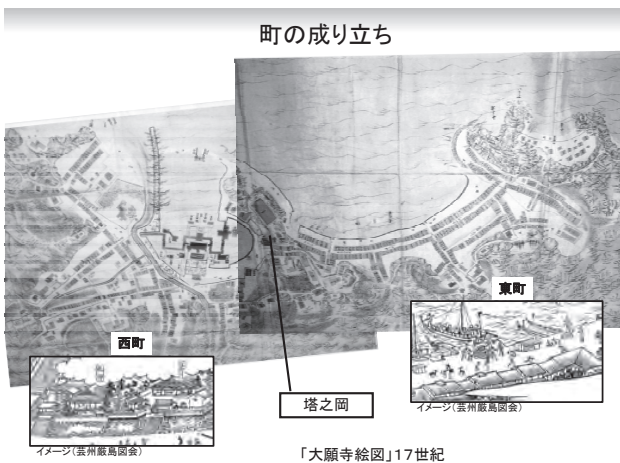 町の成り立ち
東町
西町
塔之岡
イメージ(芸州厳島図会)
イメージ(芸州厳島図会)
「大願寺絵図」17世紀